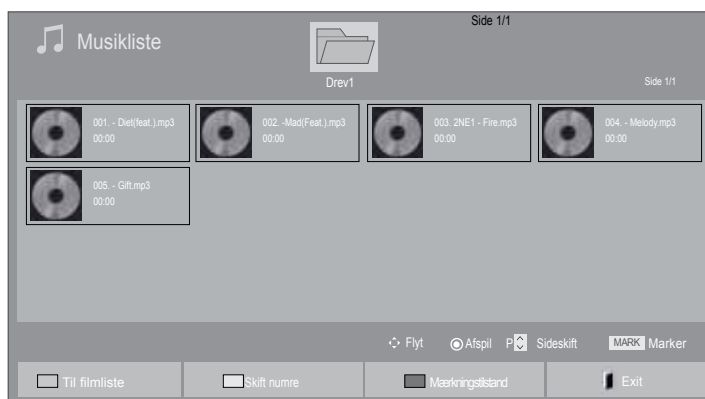 Side 1/1
Musikliste
Drev1
Side 1/1
001. - Diet(feat.).mp3
00:00
002. -Mad(Feat.).mp3
00:00
003. 2NE1 - Fire.mp3
00:00
004. - Melody.mp3
00:00
005. - Gift.mp3
00:00
Flyt Afspil P Sideskift MARK Marker
Til filmliste Skift numre Mærkningstilstand Exit